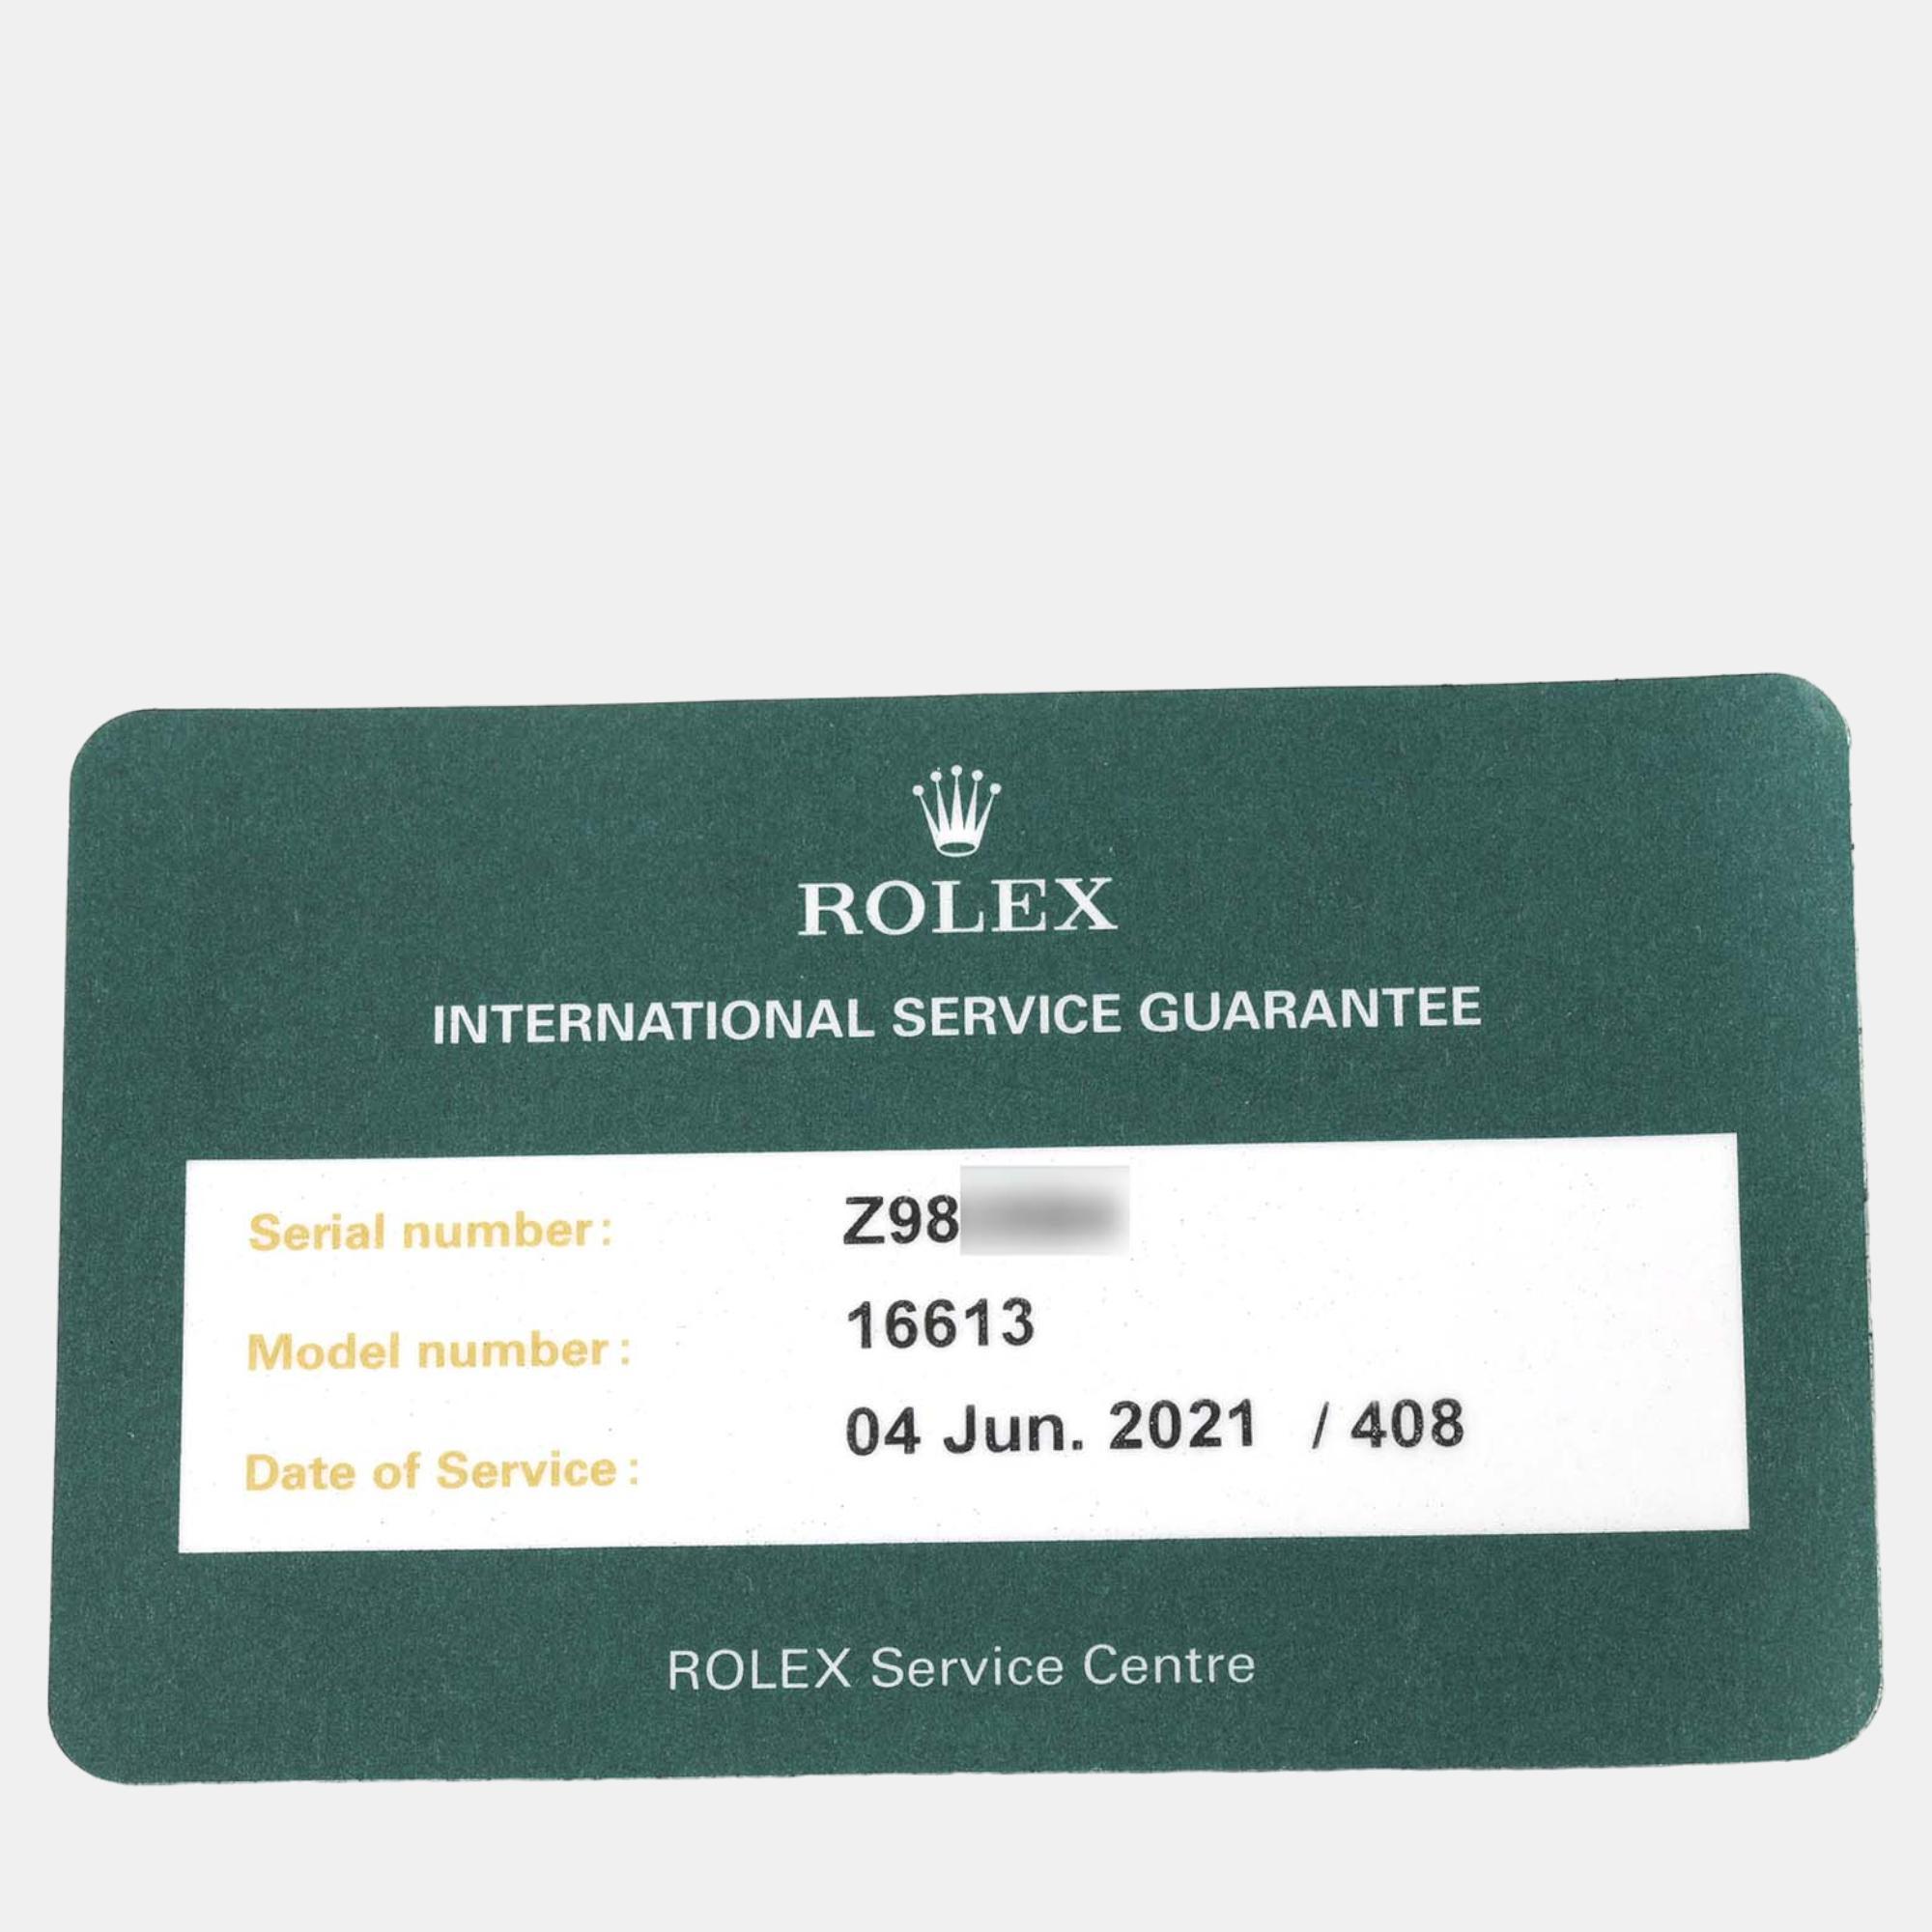 ROLEX
INTERNATIONAL SERVICE GUARANTEE
Serial number: Z98
Model number: 16613
Date of Service: 04 Jun. 2021 / 408
ROLEX Service Centre